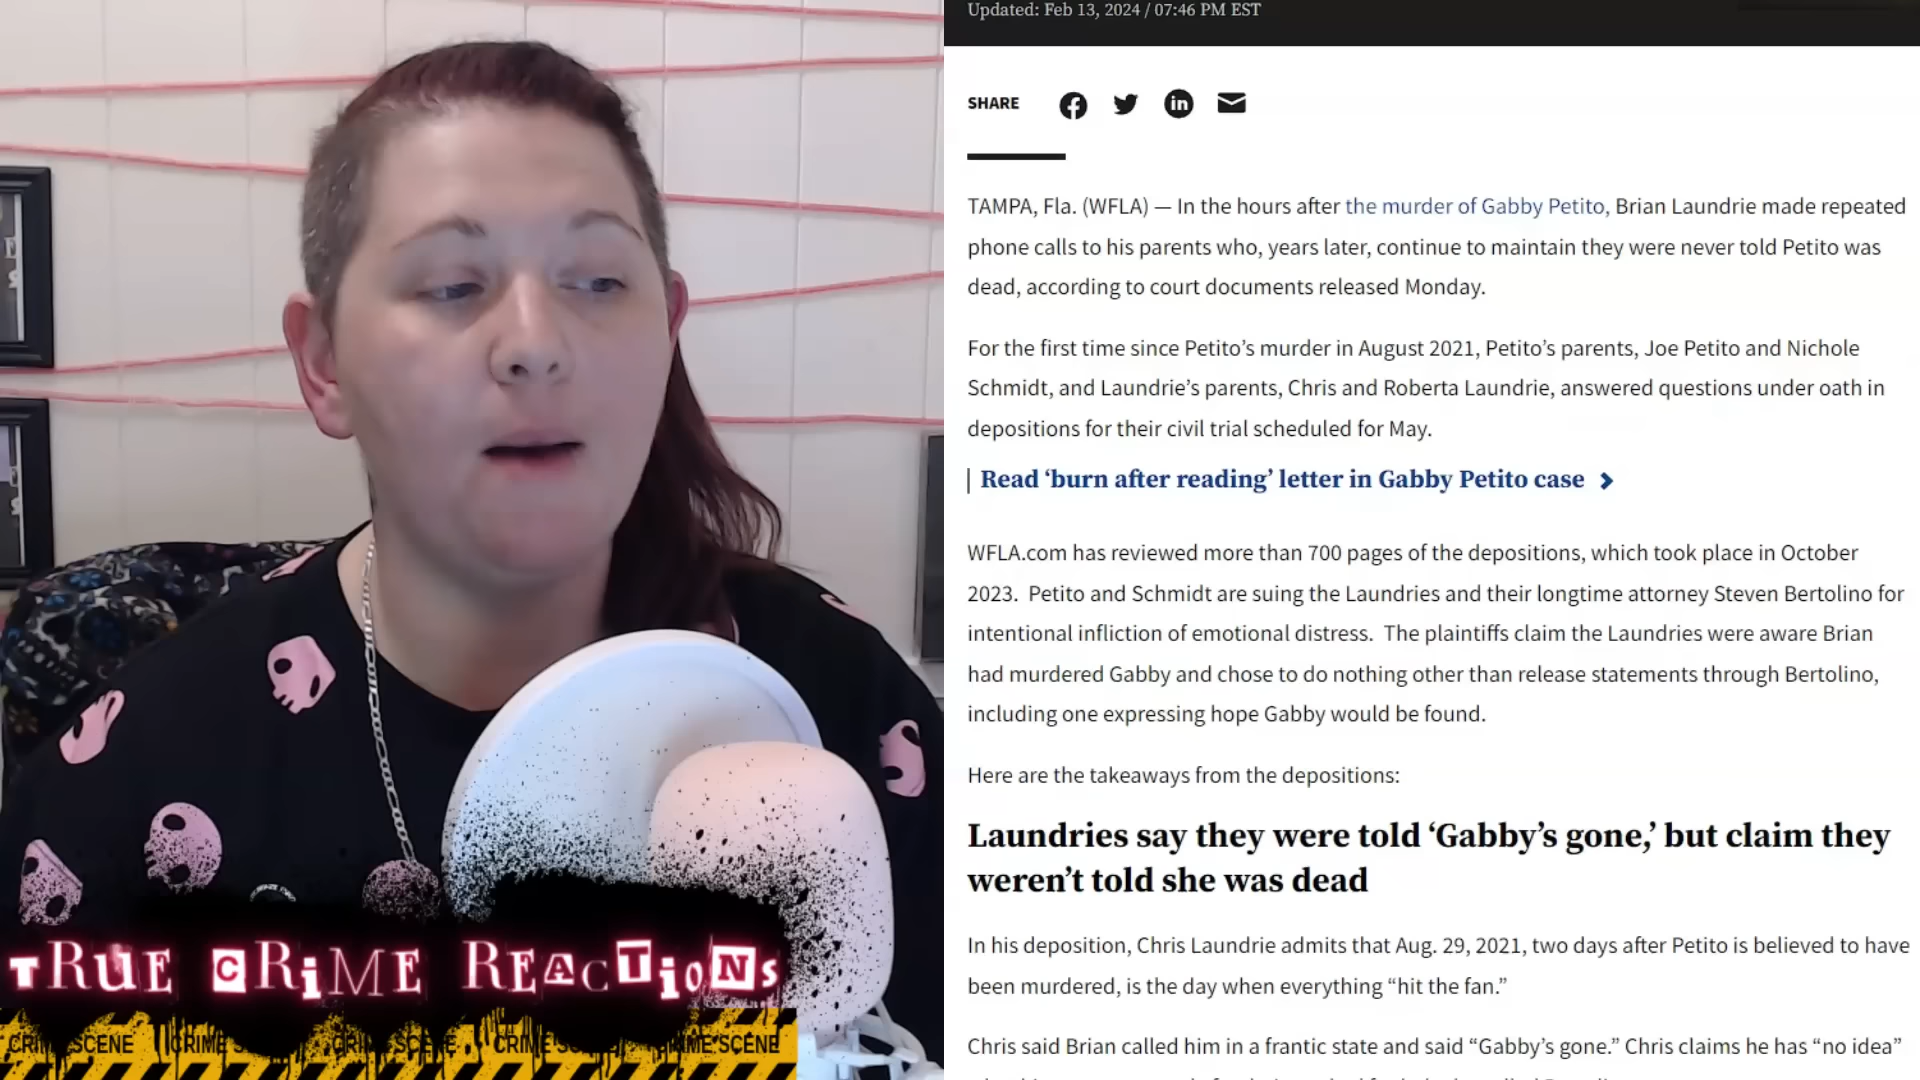 Updated: Feb 13, 2024 / 07:46 PM EST
SHARE
TAMPA, Fla. (WFLA) — In the hours after the murder of Gabby Petito, Brian Laundrie made repeated
phone calls to his parents who, years later, continue to maintain they were never told Petito was
dead, according to court documents released Monday.
For the first time since Petito’s murder in August 2021, Petito’s parents, Joe Petito and Nichole
Schmidt, and Laundrie’s parents, Chris and Roberta Laundrie, answered questions under oath in
depositions for their civil trial scheduled for May.
Read ‘burn after reading’ letter in Gabby Petito case
WFLA.com has reviewed more than 700 pages of the depositions, which took place in October
2023. Petito and Schmidt are suing the Laundries and their longtime attorney Steven Bertolino for
intentional infliction of emotional distress. The plaintiffs claim the Laundries were aware Brian
had murdered Gabby and chose to do nothing other than release statements through Bertolino,
including one expressing hope Gabby would be found.
Here are the takeaways from the depositions:
Laundries say they were told ‘Gabby’s gone,’ but claim they
weren’t told she was dead
In his deposition, Chris Laundrie admits that Aug. 29, 2021, two days after Petito is believed to have
been murdered, is the day when everything “hit the fan.”
Chris said Brian called him in a frantic state and said “Gabby’s gone.” Chris claims he has “no idea”
TRUE CRiME REACTioNs
CRIME SCENE CRIME SCENE CRIME SCENE CRIME SCENE CRIME SCENE